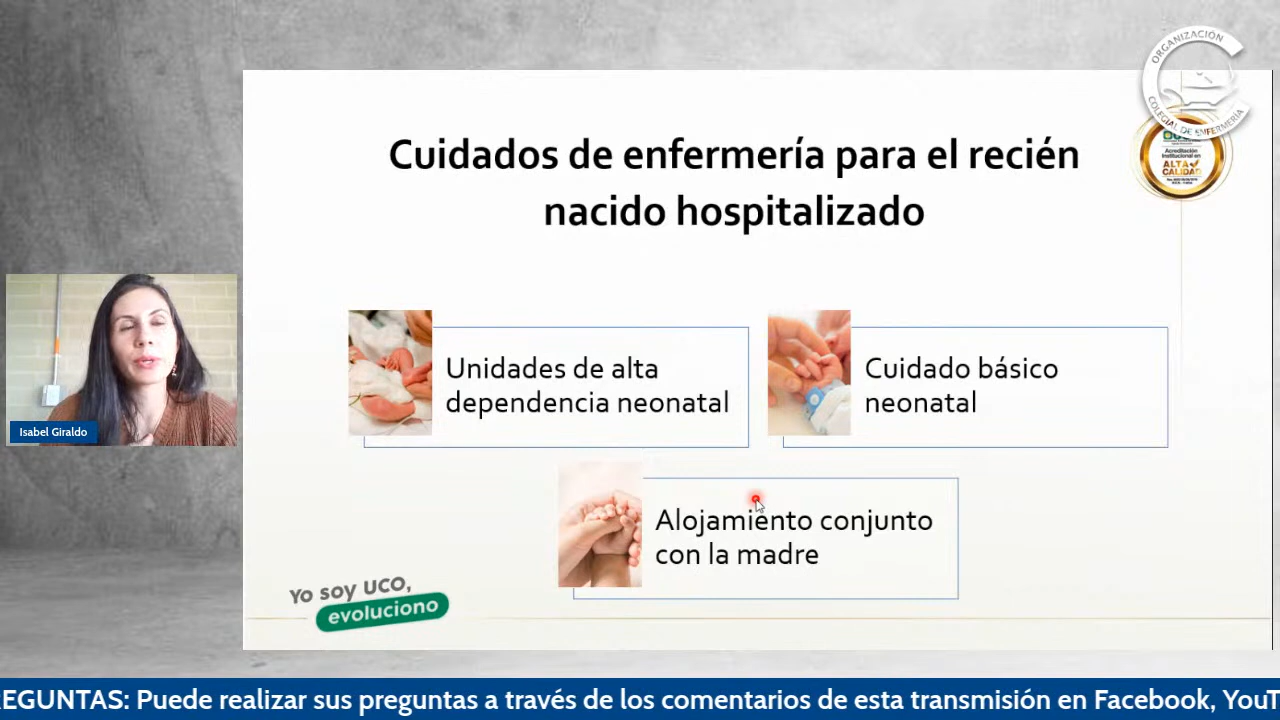 ORGANIZACIÓN
COLEGIAL DE ENFERMERÍA
Acreditación
Institucional en
ALTA
CALIDAD
Cuidados de enfermería para el recién
nacido hospitalizado
Unidades de alta
dependencia neonatal
Cuidado básico
neonatal
Isabel Giraldo
Alojamiento conjunto
con la madre
Yo soy UCO,
evoluciono
REGUNTAS: Puede realizar sus preguntas a través de los comentarios de esta transmisión en Facebook, YouT